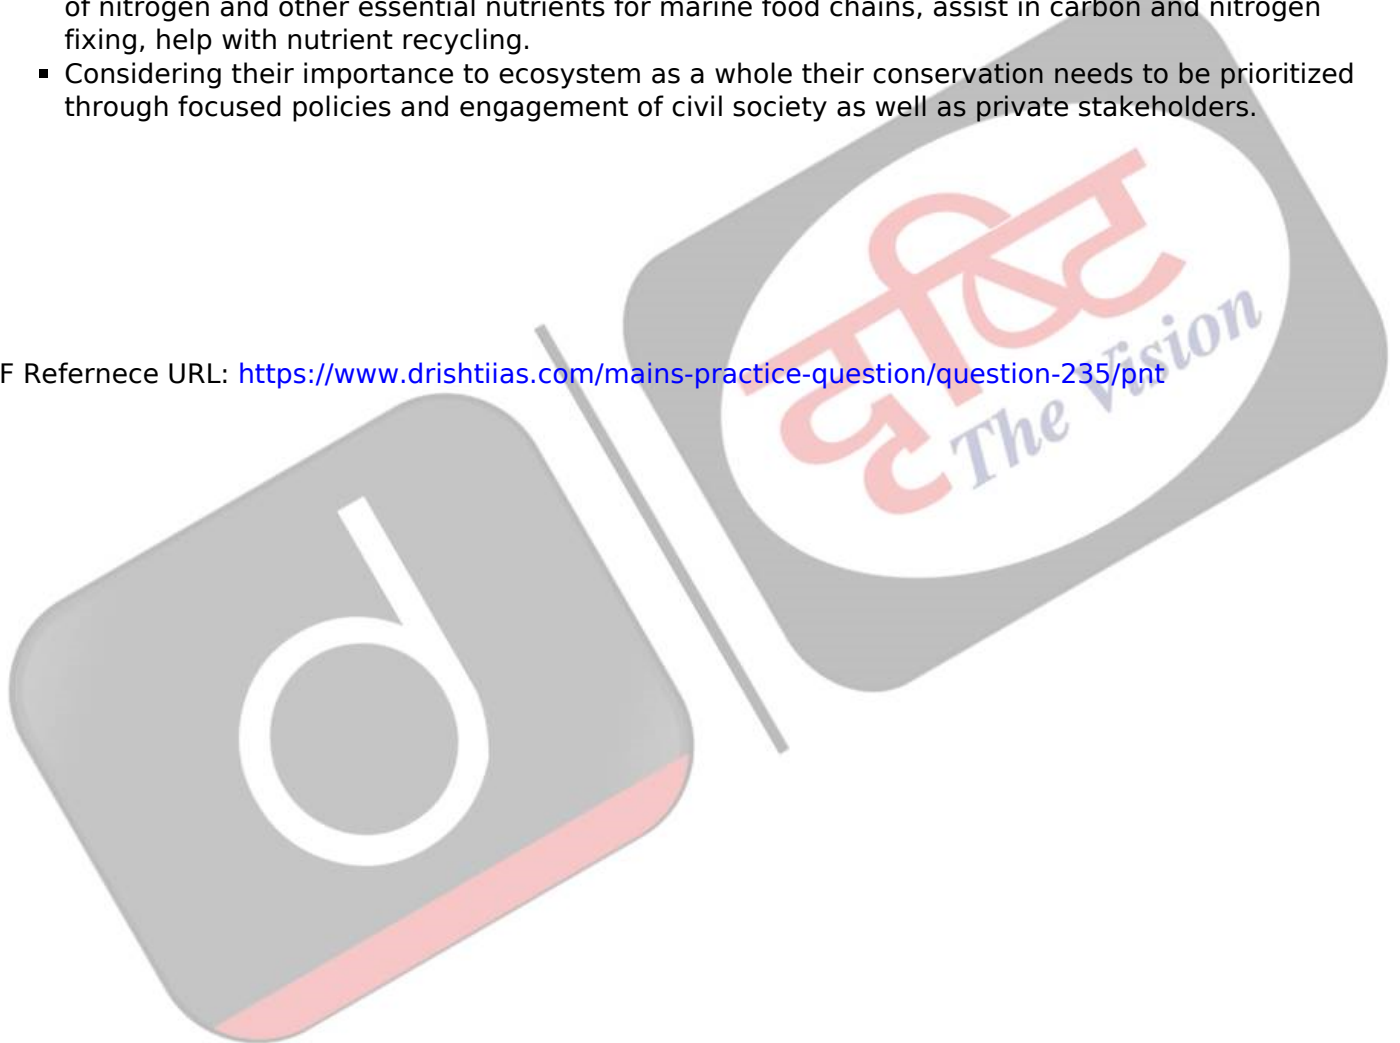 of nitrogen and other essential nutrients for marine food chains, assist in carbon and nitrogen
fixing, help with nutrient recycling.
▪ Considering their importance to ecosystem as a whole their conservation needs to be prioritized
through focused policies and engagement of civil society as well as private stakeholders.
दृष्टि
The Vision
F Refernece URL: https://www.drishtiias.com/mains-practice-question/question-235/pnt
d